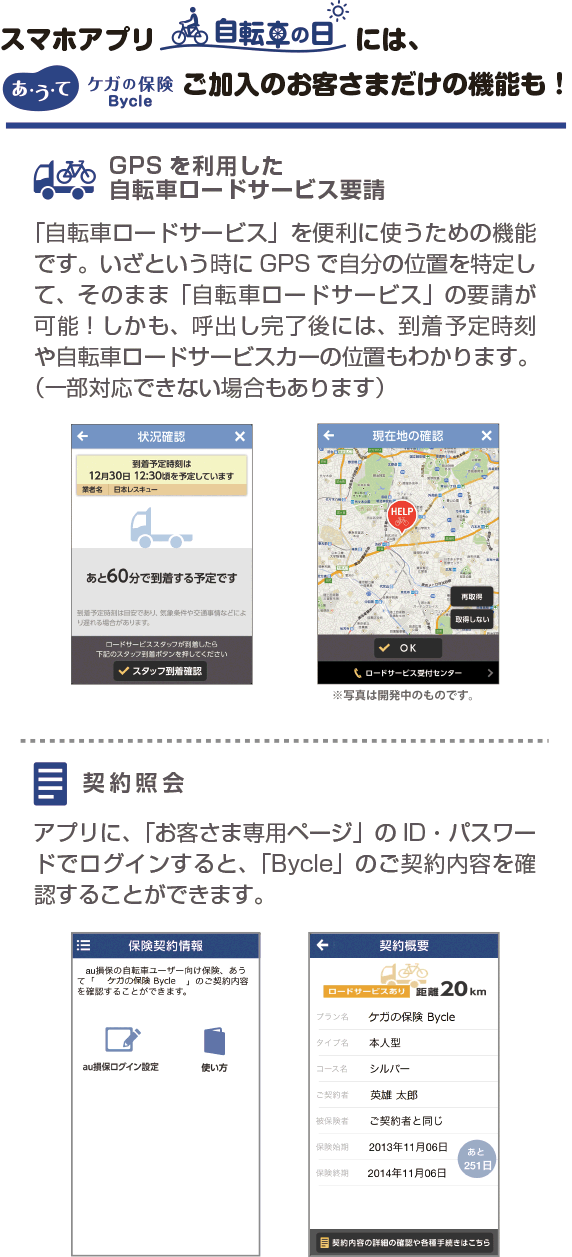 スマホアプリ 自転車の日 には、
あ・う・て ケガの保険 Bycle ご加入のお客さまだけの機能も！
GPS を利用した
自転車ロードサービス要請
「自転車ロードサービス」を便利に使うための機能
です。いざという時に GPS で自分の位置を特定し
て、そのまま「自転車ロードサービス」の要請が
可能！しかも、呼出し完了後には、到着予定時刻
や自転車ロードサービスカーの位置もわかります。
（一部対応できない場合もあります）
状況確認
到着予定時刻は
12月30日 12:30頃を予定しています
業者名 日本レスキュー
あと60分で到着する予定です
到着予定時刻は目安であり、気象条件や交通事情などによ
り遅れる場合があります。
ロードサービススタッフが到着したら
下記のスタッフ到着ボタンを押してください
スタッフ到着確認
現在地の確認
HELP
再取得
取得しない
OK
ロードサービス受付センター
※写真は開発中のものです。
契約照会
アプリに、「お客さま専用ページ」の ID・パスワー
ドでログインすると、「Bycle」のご契約内容を確
認することができます。
保険契約情報
au損保の自転車ユーザー向け保険、あう
て「 ケガの保険 Bycle 」のご契約内容
を確認することができます。
au損保ログイン設定
使い方
契約概要
ロードサービスあり 距離20km
プラン名 ケガの保険 Bycle
タイプ名 本人型
コース名 シルバー
ご契約者 英雄 太郎
被保険者 ご契約者と同じ
保険始期 2013年11月06日
保険終期 2014年11月06日
あと
251日
契約内容の詳細の確認や各種手続きはこちら